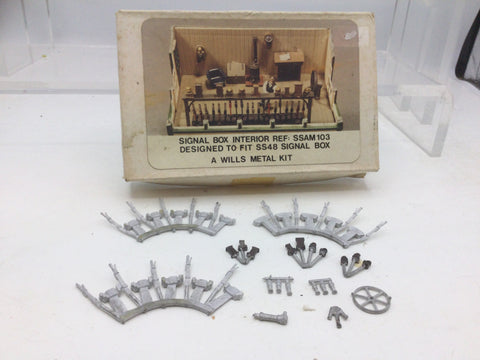 SIGNAL BOX INTERIOR REF: SSAM103
DESIGNED TO FIT SS48 SIGNAL BOX
A WILLS METAL KIT